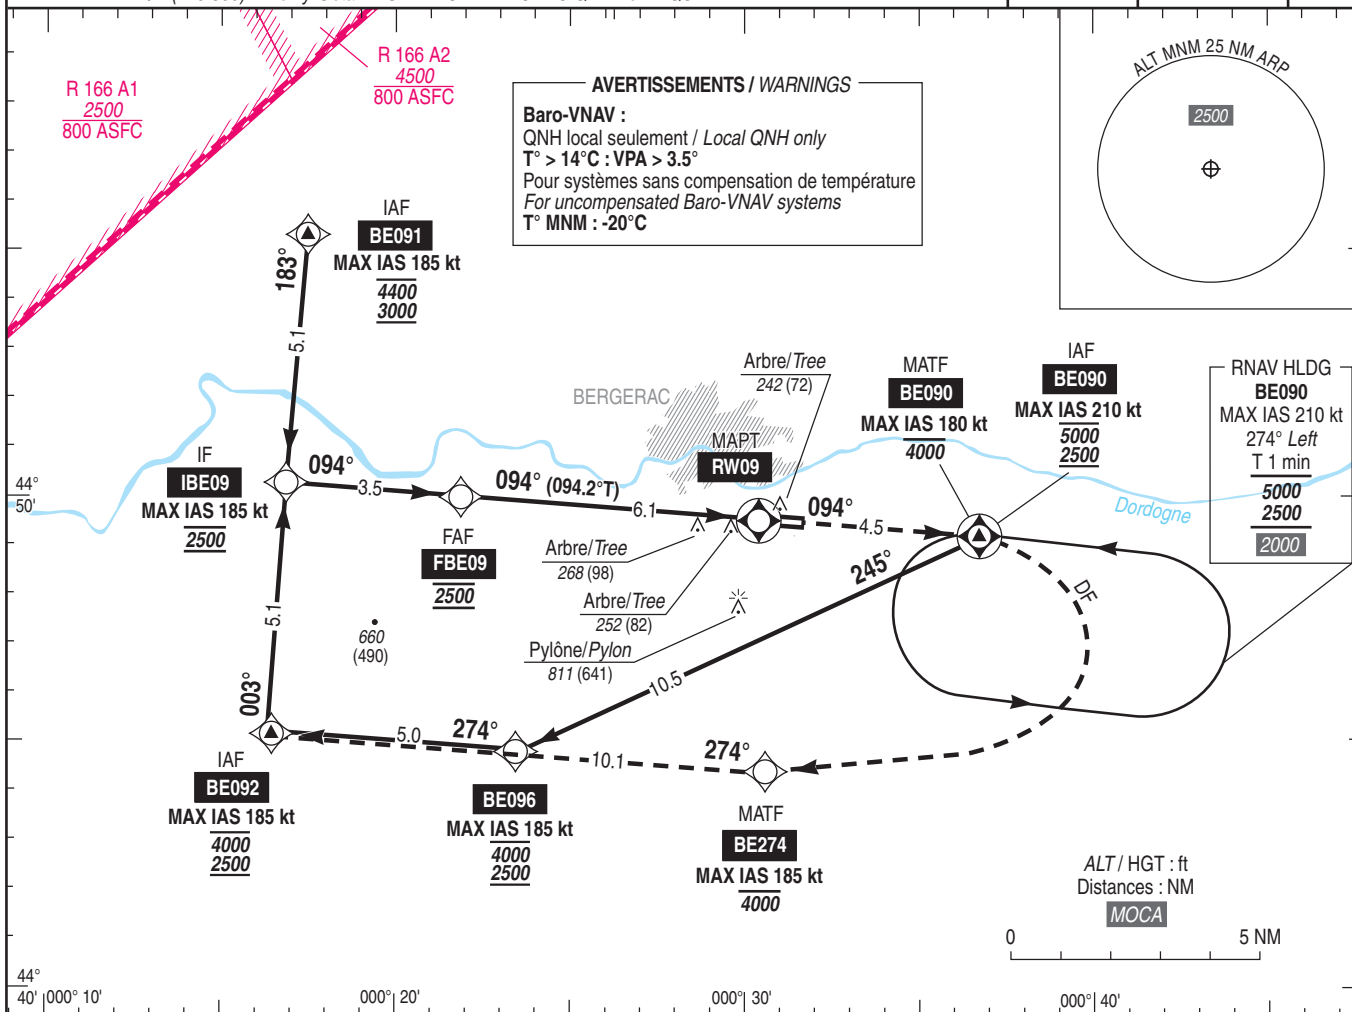 R 166 A1
2500
800 ASFC
R 166 A2
4500
800 ASFC
AVERTISSEMENTS / WARNINGS
Baro-VNAV :
QNH local seulement / Local QNH only
T° > 14°C : VPA > 3.5°
Pour systèmes sans compensation de température
For uncompensated Baro-VNAV systems
T° MNM : -20°C
ALT MNM 25 NM ARP
2500
IAF
BE091
MAX IAS 185 kt
4400
3000
183°
5.1
IF
IBE09
MAX IAS 185 kt
2500
094°
3.5
FAF
FBE09
2500
094° (094.2°T)
6.1
BERGERAC
MAPT
RW09
Arbre/Tree
242 (72)
Arbre/Tree
268 (98)
Arbre/Tree
252 (82)
Pylône/Pylon
811 (641)
660
(490)
094°
4.5
MATF
BE090
MAX IAS 180 kt
4000
IAF
BE090
MAX IAS 210 kt
5000
2500
RNAV HLDG
BE090
MAX IAS 210 kt
274° Left
T 1 min
5000
2500
2000
Dordogne
245°
10.5
DF
003°
5.1
IAF
BE092
MAX IAS 185 kt
4000
2500
5.0
274°
BE096
MAX IAS 185 kt
4000
2500
10.1
274°
MATF
BE274
MAX IAS 185 kt
4000
ALT / HGT : ft
Distances : NM
MOCA
0 5 NM
44°
50'
44°
40'
000° 10'
000° 20'
000° 30'
000° 40'